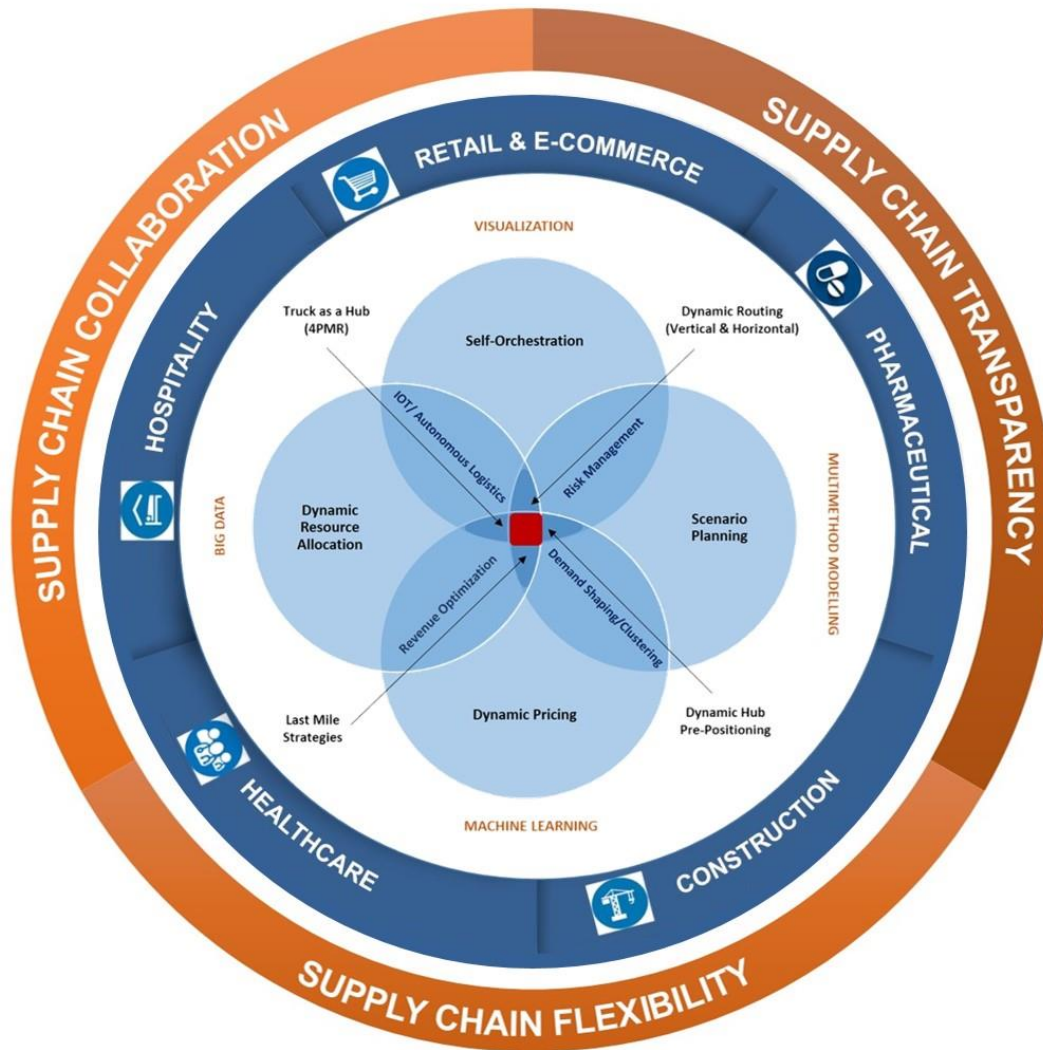 SUPPLY CHAIN COLLABORATION
SUPPLY CHAIN TRANSPARENCY
RETAIL & E-COMMERCE
VISUALIZATION
HOSPITALITY
PHARMACEUTICAL
Truck as a Hub
(4PMR)
Dynamic Routing
(Vertical & Horizontal)
Self-Orchestration
IOT/ Autonomous Logistics
Risk Management
BIG DATA
Dynamic
Resource
Allocation
Scenario
Planning
MULTIMETHOD MODELLING
Revenue Optimization
Demand Shaping/Clustering
Last Mile
Strategies
Dynamic Pricing
Dynamic Hub
Pre-Positioning
MACHINE LEARNING
HEALTHCARE
CONSTRUCTION
SUPPLY CHAIN FLEXIBILITY